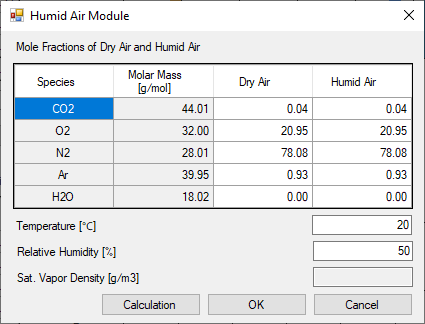 Humid Air Module
Mole Fractions of Dry Air and Humid Air
Species Molar Mass [g/mol] Dry Air Humid Air
CO2 44.01 0.04 0.04
O2 32.00 20.95 20.95
N2 28.01 78.08 78.08
Ar 39.95 0.93 0.93
H2O 18.02 0.00 0.00
Temperature [°C] 20
Relative Humidity [%] 50
Sat. Vapor Density [g/m3]
Calculation OK Cancel